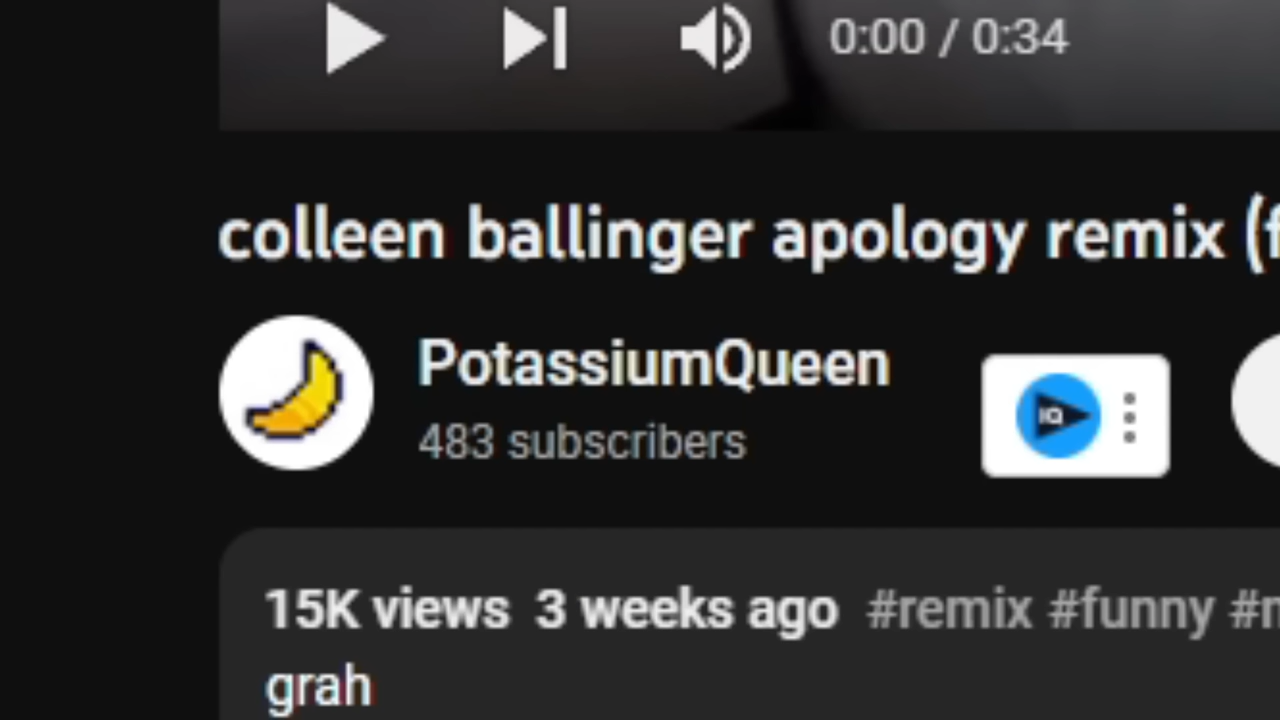 0:00 / 0:34
colleen ballinger apology remix (f
PotassiumQueen
483 subscribers
IQ
15K views 3 weeks ago #remix #funny #
grah